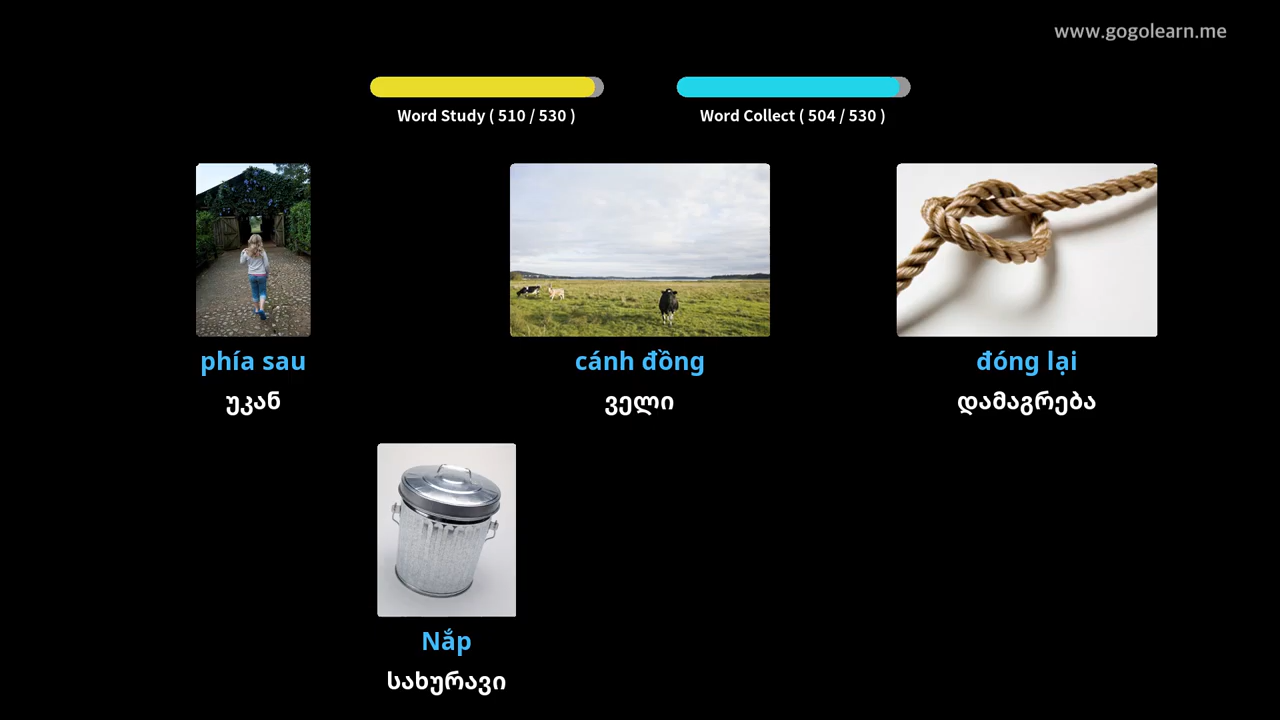 www.gogolearn.me
Word Study ( 510 / 530 )
Word Collect ( 504 / 530 )
phía sau
უკან
cánh đồng
ველი
đóng lại
დამაგრება
Nắp
სახურავი